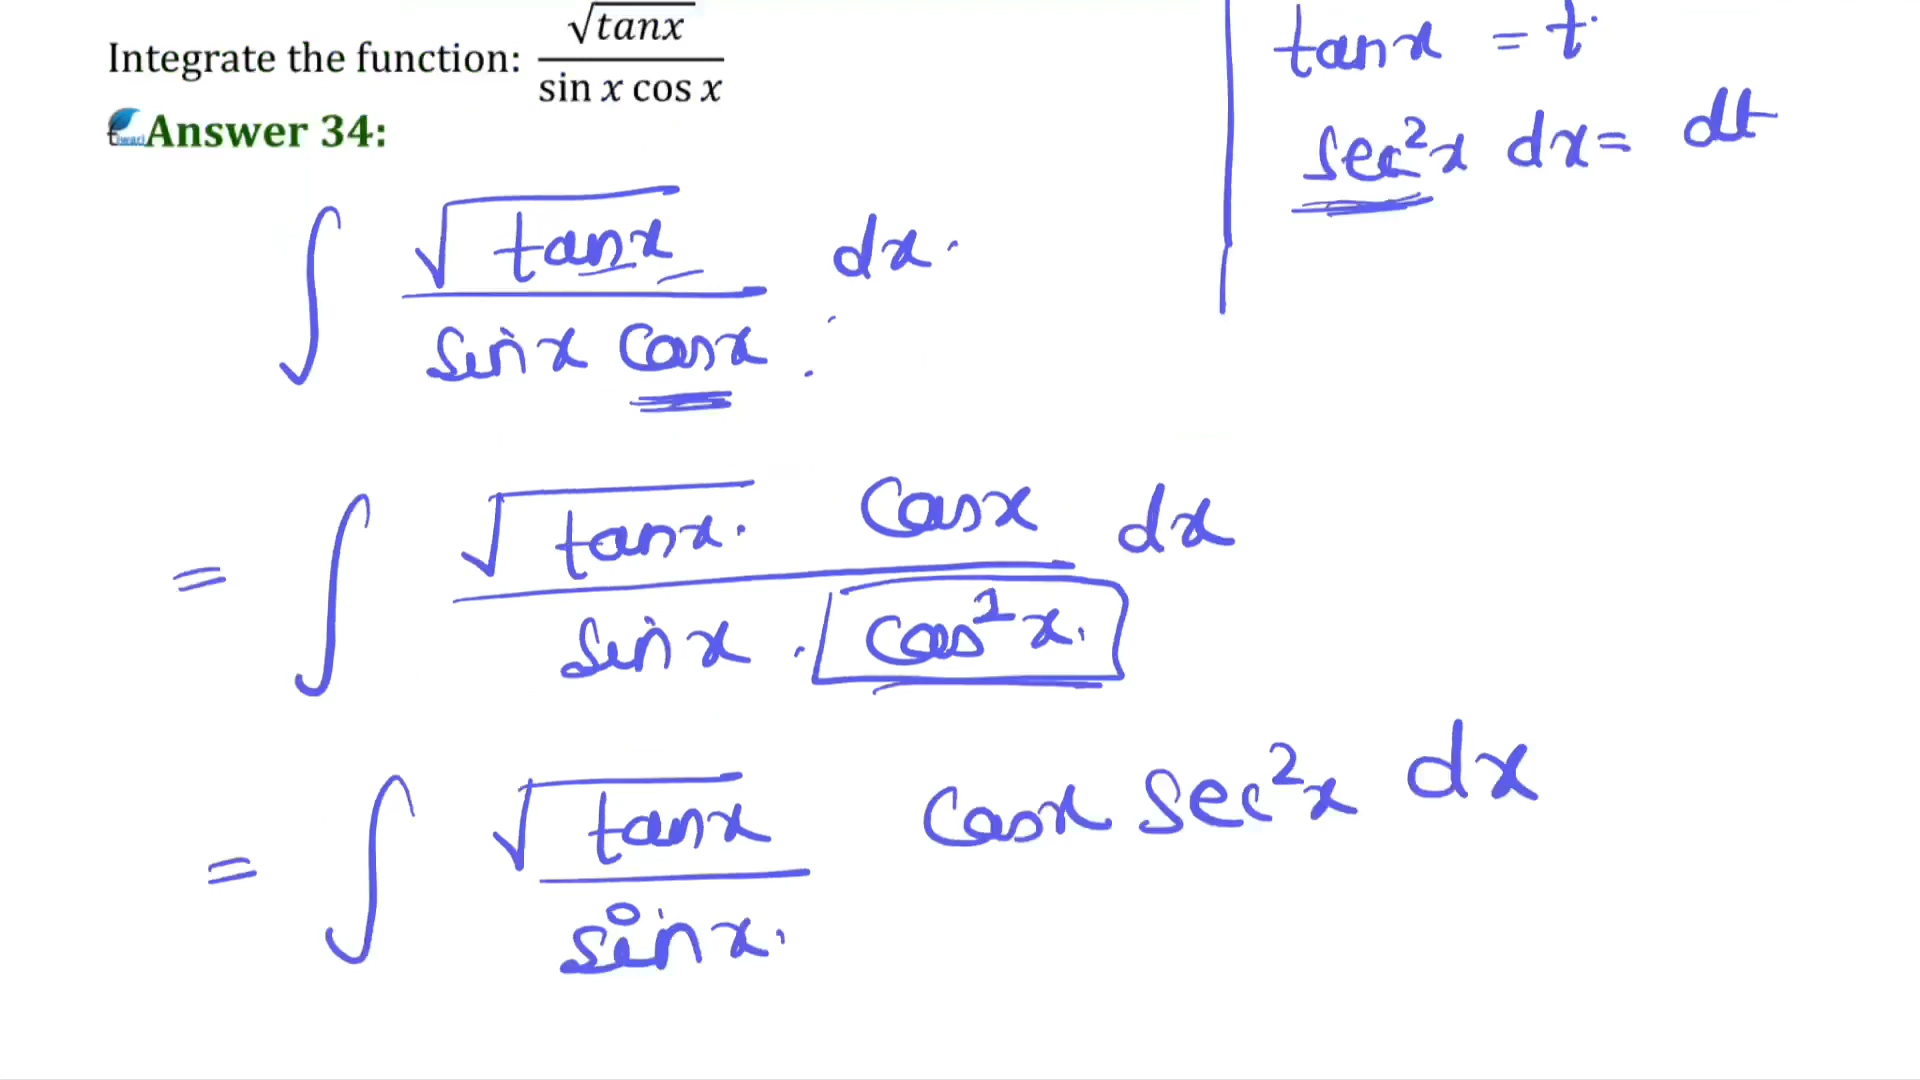 Integrate the function: √tanx / sin x cos x
Answer 34:
tanx = t
sec²x dx = dt
∫ √tanx / sinx cosx dx
= ∫ √tanx cosx / sinx . cos²x dx
= ∫ √tanx / sinx cosx sec²x dx